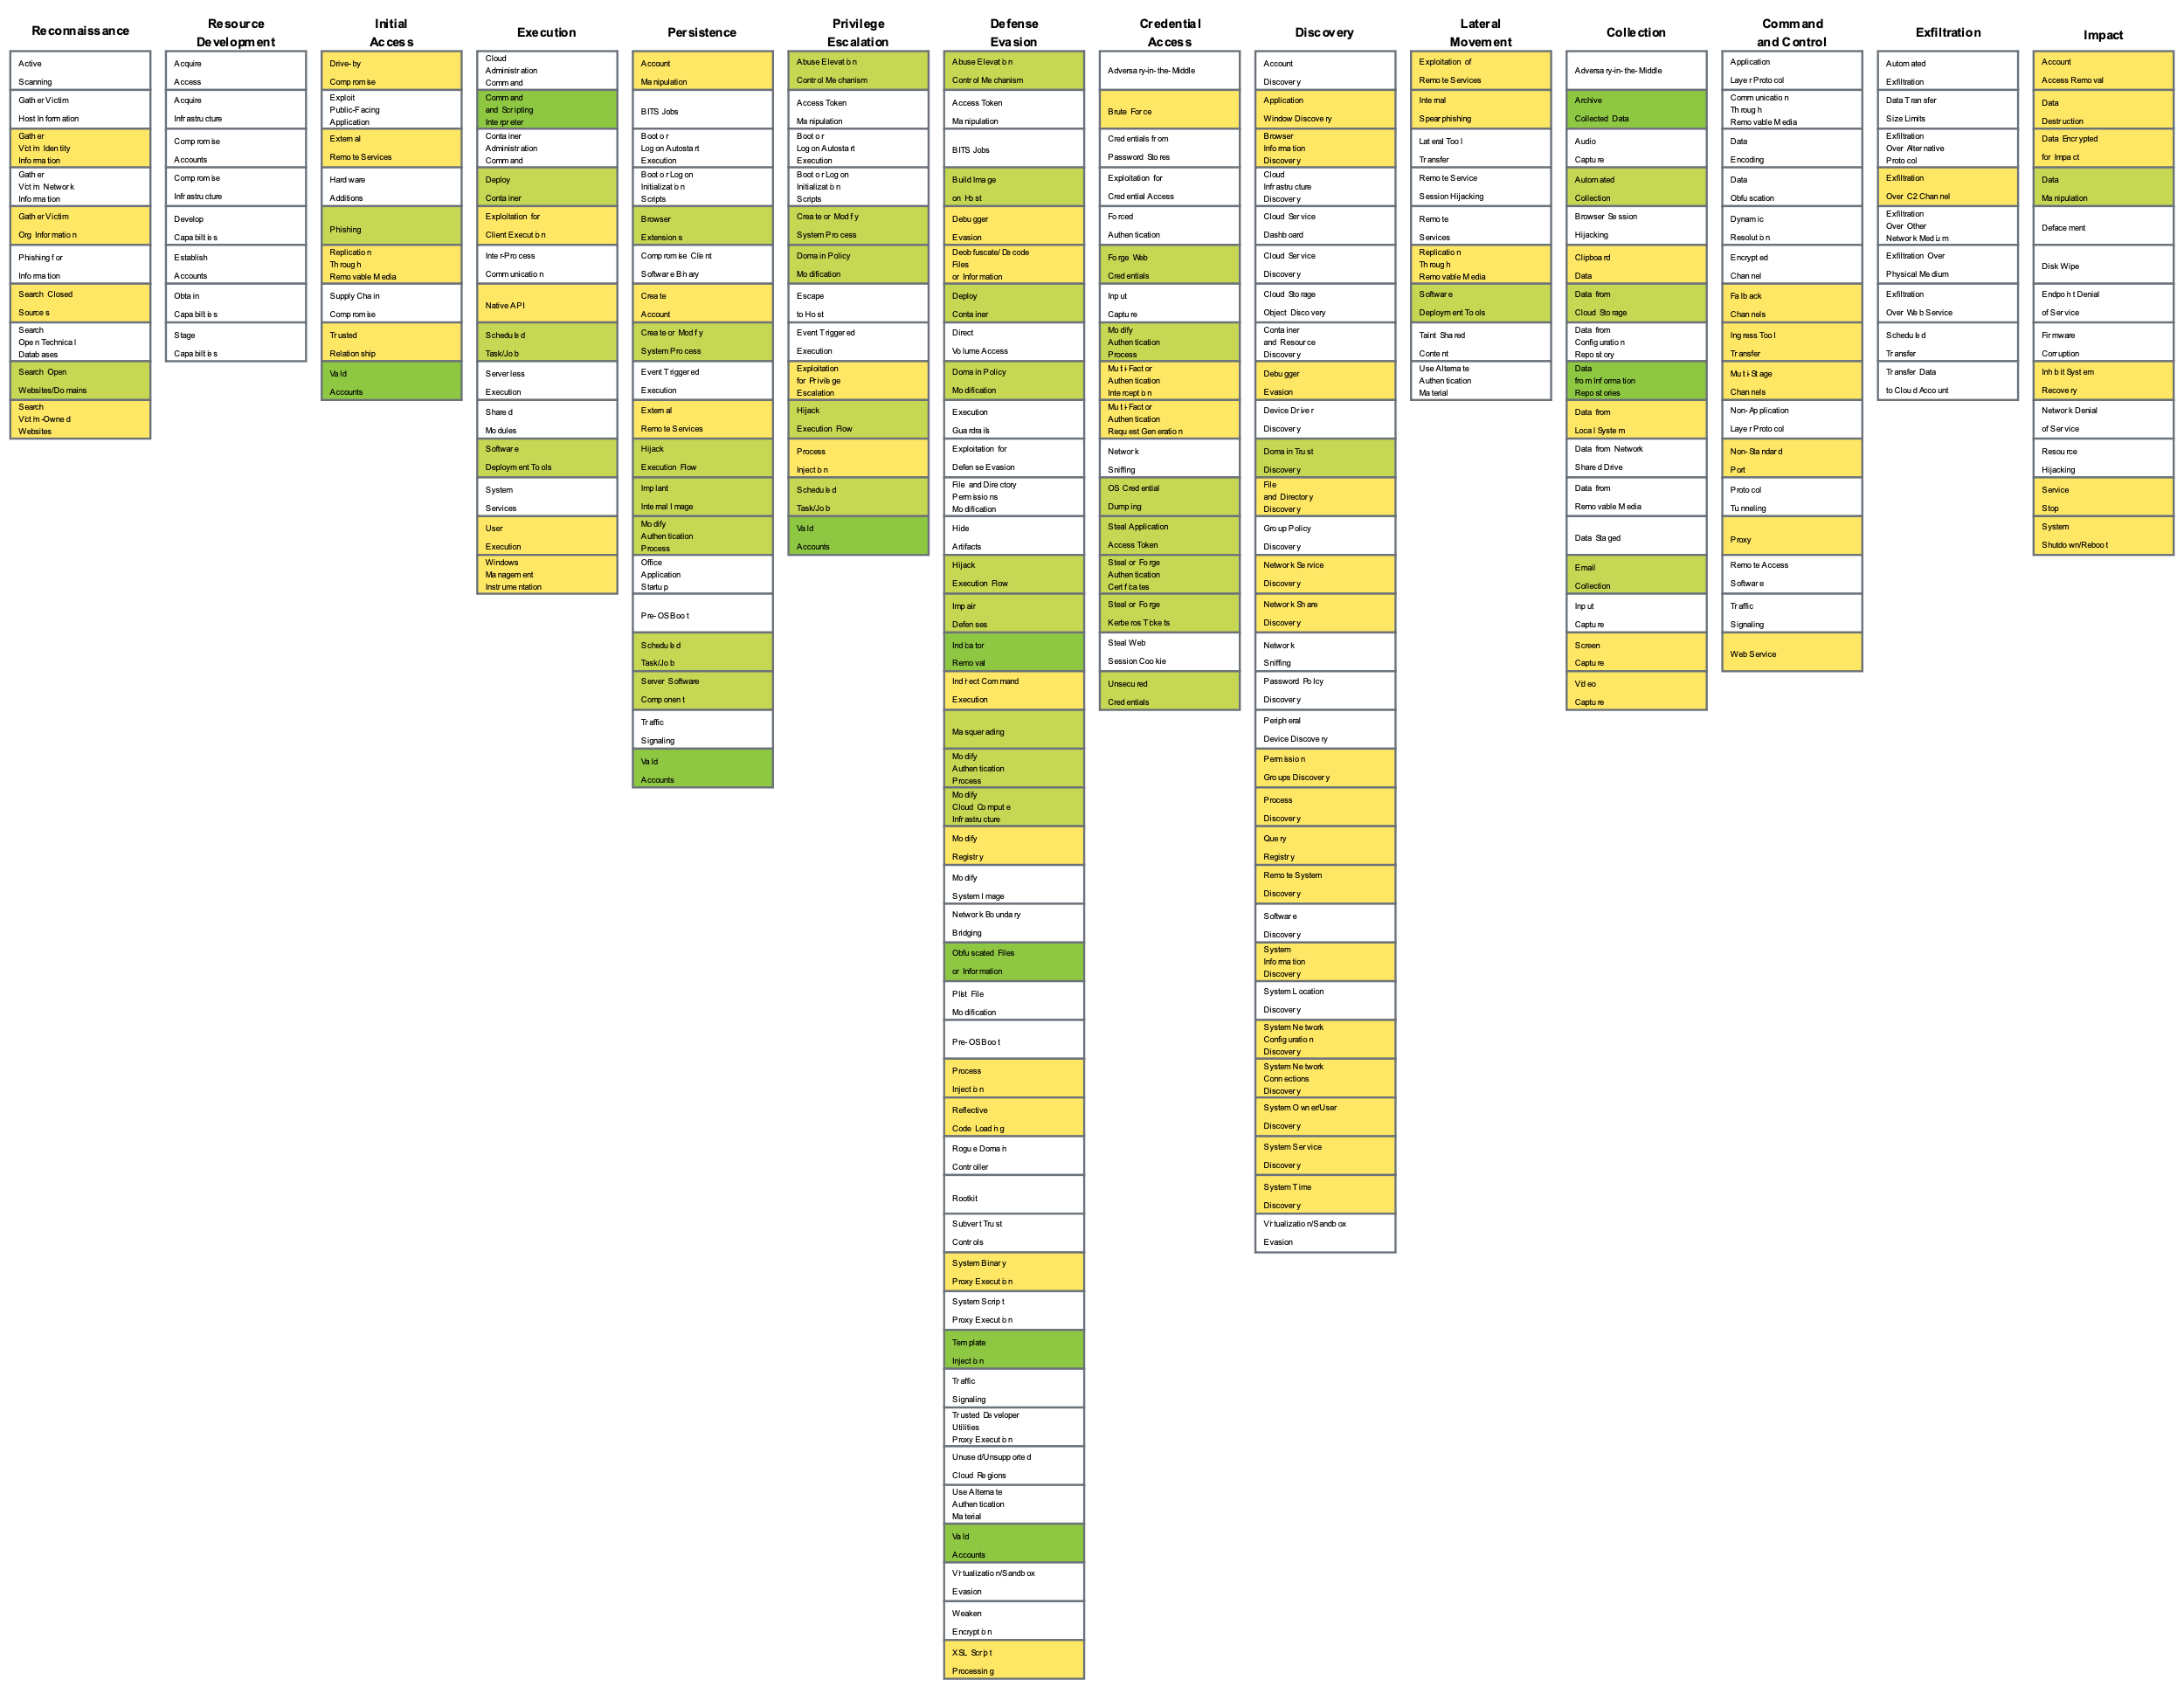 Reconnaissance
Active
Scanning
Gather Victim
Host Information
Gather
Victim Identity
Information
Gather
Victim Network
Information
Gather Victim
Org Information
Phishing for
Information
Search Closed
Sources
Search
Open Technical
Databases
Search Open
Websites/Domains
Search
Victim-Owned
Websites
Resource
Development
Acquire
Access
Acquire
Infrastructure
Compromise
Accounts
Compromise
Infrastructure
Develop
Capabilities
Establish
Accounts
Obtain
Capabilities
Stage
Capabilities
Initial
Access
Drive-by
Compromise
Exploit
Public-Facing
Application
External
Remote Services
Hardware
Additions
Phishing
Replication
Through
Removable Media
Supply Chain
Compromise
Trusted
Relationship
Valid
Accounts
Execution
Cloud
Administration
Command
Command
and Scripting
Interpreter
Container
Administration
Command
Deploy
Container
Exploitation for
Client Execution
Inter-Process
Communication
Native API
Scheduled
Task/Job
Serverless
Execution
Shared
Modules
Software
Deployment Tools
System
Services
User
Execution
Windows
Management
Instrumentation
Persistence
Account
Manipulation
BITS Jobs
Boot or
Logon Autostart
Execution
Boot or Logon
Initialization
Scripts
Browser
Extensions
Compromise Client
Software Binary
Create
Account
Create or Modify
System Process
Event Triggered
Execution
External
Remote Services
Hijack
Execution Flow
Implant
Internal Image
Modify
Authentication
Process
Office
Application
Startup
Pre-OS Boot
Scheduled
Task/Job
Server Software
Component
Traffic
Signaling
Valid
Accounts
Privilege
Escalation
Abuse Elevation
Control Mechanism
Access Token
Manipulation
Boot or
Logon Autostart
Execution
Boot or Logon
Initialization
Scripts
Create or Modify
System Process
Domain Policy
Modification
Escape
to Host
Event Triggered
Execution
Exploitation
for Privilege
Escalation
Hijack
Execution Flow
Process
Injection
Scheduled
Task/Job
Valid
Accounts
Defense
Evasion
Abuse Elevation
Control Mechanism
Access Token
Manipulation
BITS Jobs
Build Image
on Host
Debugger
Evasion
Deobfuscate/Decode
Files
or Information
Deploy
Container
Direct
Volume Access
Domain Policy
Modification
Execution
Guardrails
Exploitation for
Defense Evasion
File and Directory
Permissions
Modification
Hide
Artifacts
Hijack
Execution Flow
Impair
Defenses
Indicator
Removal
Indirect Command
Execution
Masquerading
Modify
Authentication
Process
Modify
Cloud Compute
Infrastructure
Modify
Registry
Modify
System Image
Network Boundary
Bridging
Obfuscated Files
or Information
Plist File
Modification
Pre-OS Boot
Process
Injection
Reflective
Code Loading
Rogue Domain
Controller
Rootkit
Subvert Trust
Controls
System Binary
Proxy Execution
System Script
Proxy Execution
Template
Injection
Traffic
Signaling
Trusted Developer
Utilities
Proxy Execution
Unused/Unsupported
Cloud Regions
Use Alternate
Authentication
Material
Valid
Accounts
Virtualization/Sandbox
Evasion
Weaken
Encryption
XSL Script
Processing
Credential
Access
Adversary-in-the-Middle
Brute Force
Credentials from
Password Stores
Exploitation for
Credential Access
Forced
Authentication
Forge Web
Credentials
Input
Capture
Modify
Authentication
Process
Multi-Factor
Authentication
Interception
Multi-Factor
Authentication
Request Generation
Network
Sniffing
OS Credential
Dumping
Steal Application
Access Token
Steal or Forge
Authentication
Certificates
Steal or Forge
Kerberos Tickets
Steal Web
Session Cookie
Unsecured
Credentials
Discovery
Account
Discovery
Application
Window Discovery
Browser
Information
Discovery
Cloud
Infrastructure
Discovery
Cloud Service
Dashboard
Cloud Service
Discovery
Cloud Storage
Object Discovery
Container
and Resource
Discovery
Debugger
Evasion
Device Driver
Discovery
Domain Trust
Discovery
File
and Directory
Discovery
Group Policy
Discovery
Network Service
Discovery
Network Share
Discovery
Network
Sniffing
Password Policy
Discovery
Peripheral
Device Discovery
Permission
Groups Discovery
Process
Discovery
Query
Registry
Remote System
Discovery
Software
Discovery
System
Information
Discovery
System Location
Discovery
System Network
Configuration
Discovery
System Network
Connections
Discovery
System Owner/User
Discovery
System Service
Discovery
System Time
Discovery
Virtualization/Sandbox
Evasion
Lateral
Movement
Exploitation of
Remote Services
Internal
Spearphishing
Lateral Tool
Transfer
Remote Service
Session Hijacking
Remote
Services
Replication
Through
Removable Media
Software
Deployment Tools
Taint Shared
Content
Use Alternate
Authentication
Material
Collection
Adversary-in-the-Middle
Archive
Collected Data
Audio
Capture
Automated
Collection
Browser Session
Hijacking
Clipboard
Data
Data from
Cloud Storage
Data from
Configuration
Repository
Data
from Information
Repositories
Data from
Local System
Data from Network
Shared Drive
Data from
Removable Media
Data Staged
Email
Collection
Input
Capture
Screen
Capture
Video
Capture
Command
and Control
Application
Layer Protocol
Communication
Through
Removable Media
Data
Encoding
Data
Obfuscation
Dynamic
Resolution
Encrypted
Channel
Fallback
Channels
Ingress Tool
Transfer
Multi-Stage
Channels
Non-Application
Layer Protocol
Non-Standard
Port
Protocol
Tunneling
Proxy
Remote Access
Software
Traffic
Signaling
Web Service
Exfiltration
Automated
Exfiltration
Data Transfer
Size Limits
Exfiltration
Over Alternative
Protocol
Exfiltration
Over C2 Channel
Exfiltration
Over Other
Network Medium
Exfiltration Over
Physical Medium
Exfiltration
Over Web Service
Scheduled
Transfer
Transfer Data
to Cloud Account
Impact
Account
Access Removal
Data
Destruction
Data Encrypted
for Impact
Data
Manipulation
Defacement
Disk Wipe
Endpoint Denial
of Service
Firmware
Corruption
Inhibit System
Recovery
Network Denial
of Service
Resource
Hijacking
Service
Stop
System
Shutdown/Reboot